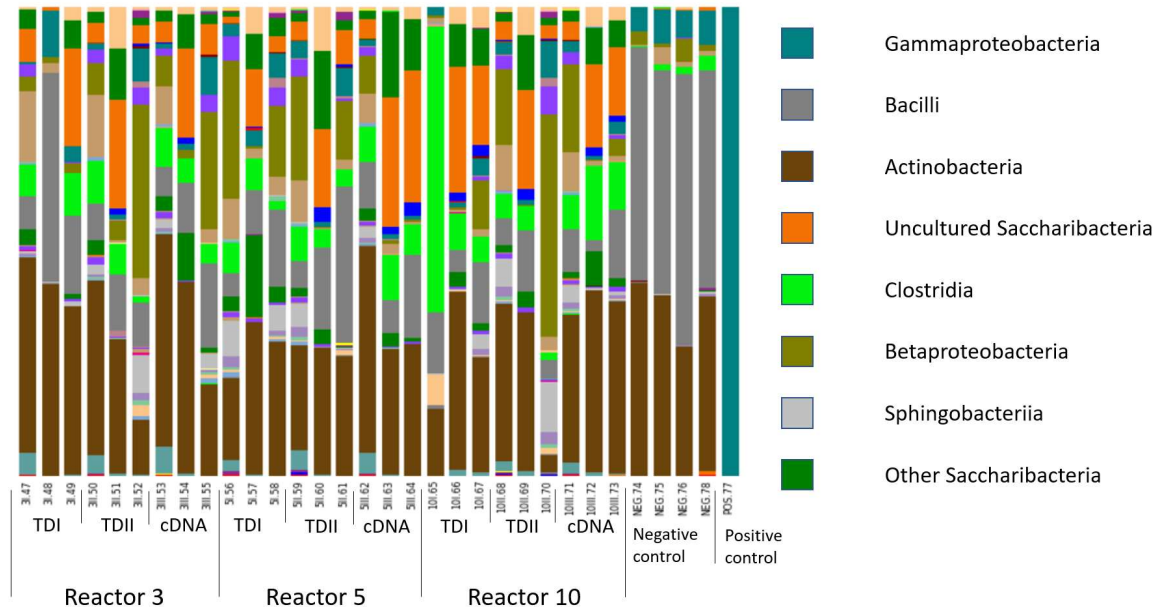 Gammaproteobacteria
Bacilli
Actinobacteria
Uncultured Saccharibacteria
Clostridia
Betaproteobacteria
Sphingobacteriia
Other Saccharibacteria
3I.47 3I.48 3I.49 3II.50 3II.51 3II.52 3III.53 3III.54 3III.55 5I.56 5I.57 5I.58 5II.59 5II.60 5II.61 5III.62 5III.63 5III.64 10I.65 10I.66 10I.67 10II.68 10II.69 10II.70 10III.71 10III.72 10III.73 NEG.74 NEG.75 NEG.76 NEG.78 POS.77
TDI TDII cDNA TDI TDII cDNA TDI TDII cDNA Negative control Positive control
Reactor 3 Reactor 5 Reactor 10